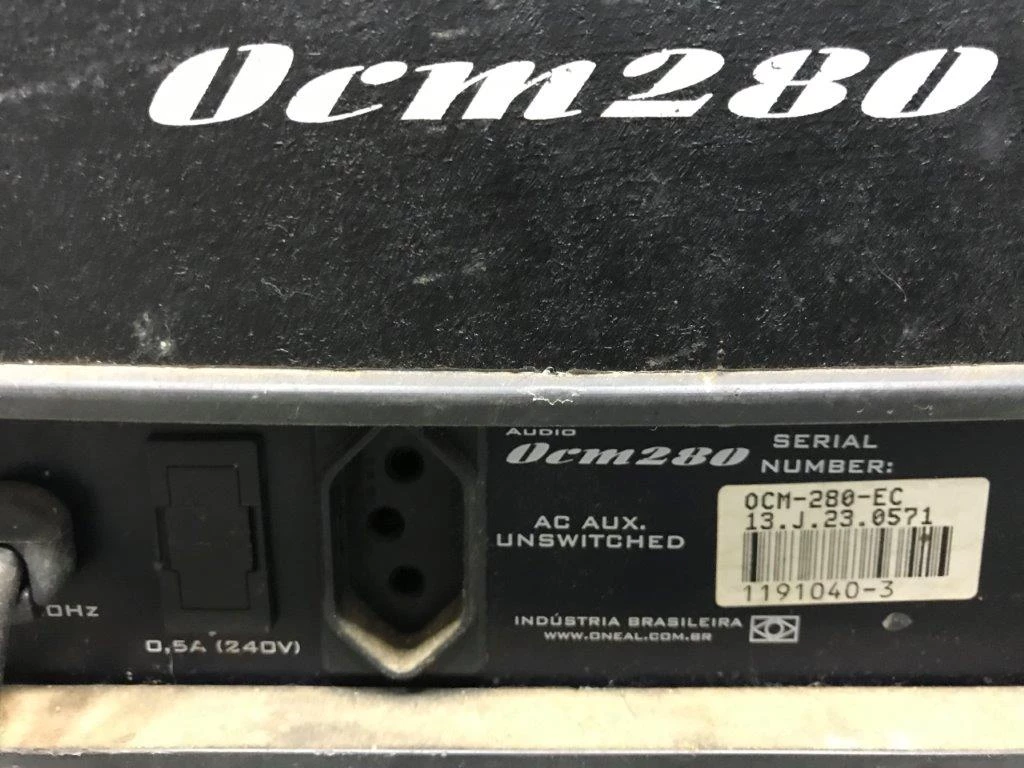 Ocm280
AUDIO
Ocm280
SERIAL
NUMBER:
OCM-280-EC
13.J.23.0571
1191040-3
AC AUX.
UNSWITCHED
INDÚSTRIA BRASILEIRA
WWW.ONEAL.COM.BR
0Hz
0,5A (240V)